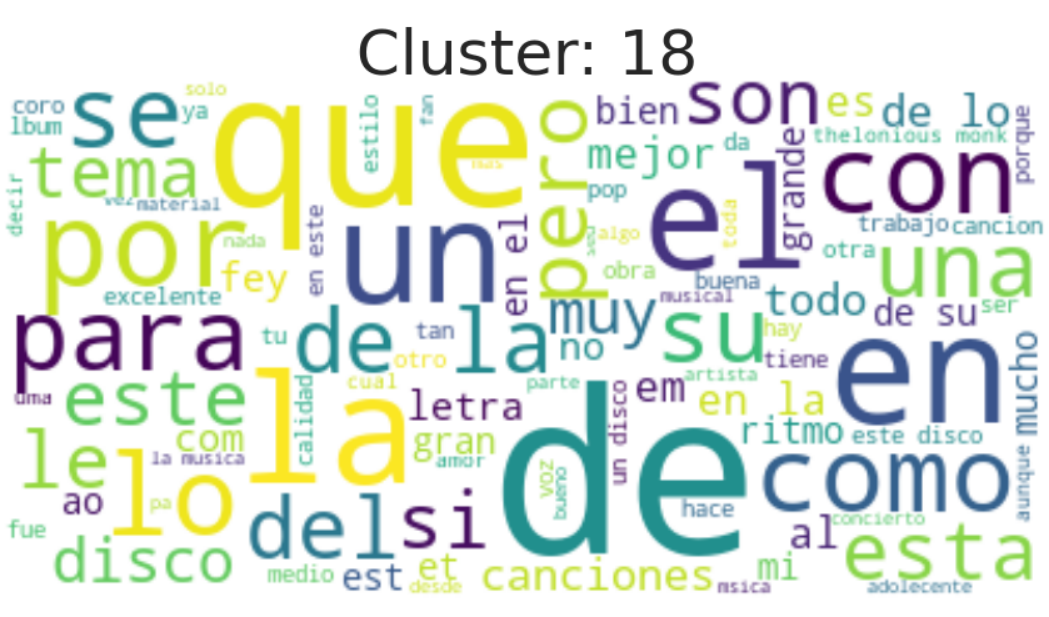 Cluster: 18
coro
lbum
se
ya
solo
que
estilo
fan
pero
bien
son
es
de lo
thelonious monk
porque
tema
decir
vez
material
mejor
da
pop
el
toda
grande
con
trabajo
cancion
por
nada
fey
en este
un
en el
algo
obra
buena
otra
una
excelente
para
tu
de la
tan
otro
muy
no
musical
su
hay
todo
de su
ser
tiene
en
mucho
uma
este
la
calidad
cual
letra
parte
un disco
em
artista
en la
ritmo
este disco
le
com
la musica
gran
amor
de
voz
bueno
hace
como
aunque
ao
lo
pa
del
si
al
concierto
esta
fue
disco
medio
est
et
desde
canciones
msica
mi
adolecente